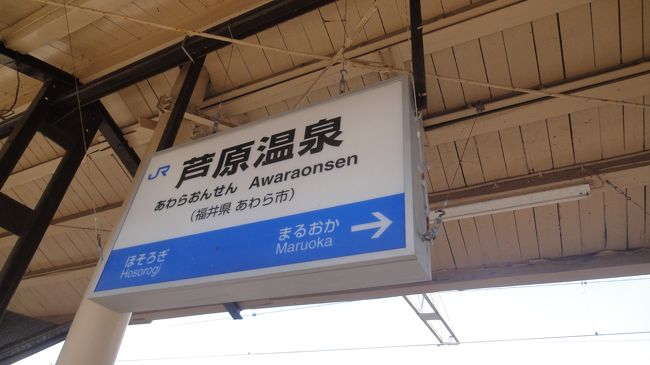 JR 芦原温泉
あわらおんせん Awaraonsen
(福井県 あわら市)
ほそろぎ
Hosorogi
まるおか
Maruoka →